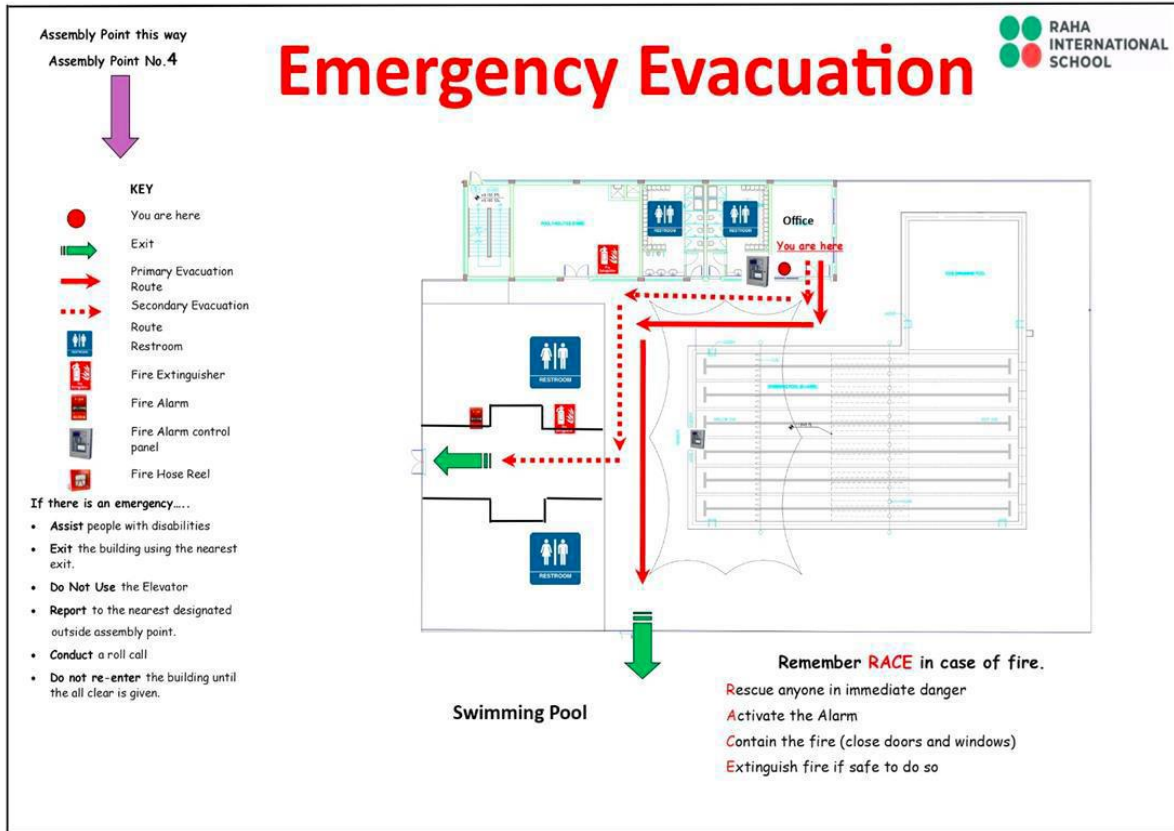 Assembly Point this way
Assembly Point No.4
Emergency Evacuation
RAHA
INTERNATIONAL
SCHOOL
KEY
You are here
Exit
Primary Evacuation
Route
Secondary Evacuation
Route
RESTROOM
Restroom
Fire Extinguisher
Fire Alarm
Fire Alarm control
panel
Fire Hose Reel
If there is an emergency.....
• Assist people with disabilities
• Exit the building using the nearest
exit.
• Do Not Use the Elevator
• Report to the nearest designated
outside assembly point.
• Conduct a roll call
• Do not re-enter the building until
the all clear is given.
RESTROOM
RESTROOM
Office
You are here
RESTROOM
RESTROOM
Swimming Pool
Remember RACE in case of fire.
Rescue anyone in immediate danger
Activate the Alarm
Contain the fire (close doors and windows)
Extinguish fire if safe to do so